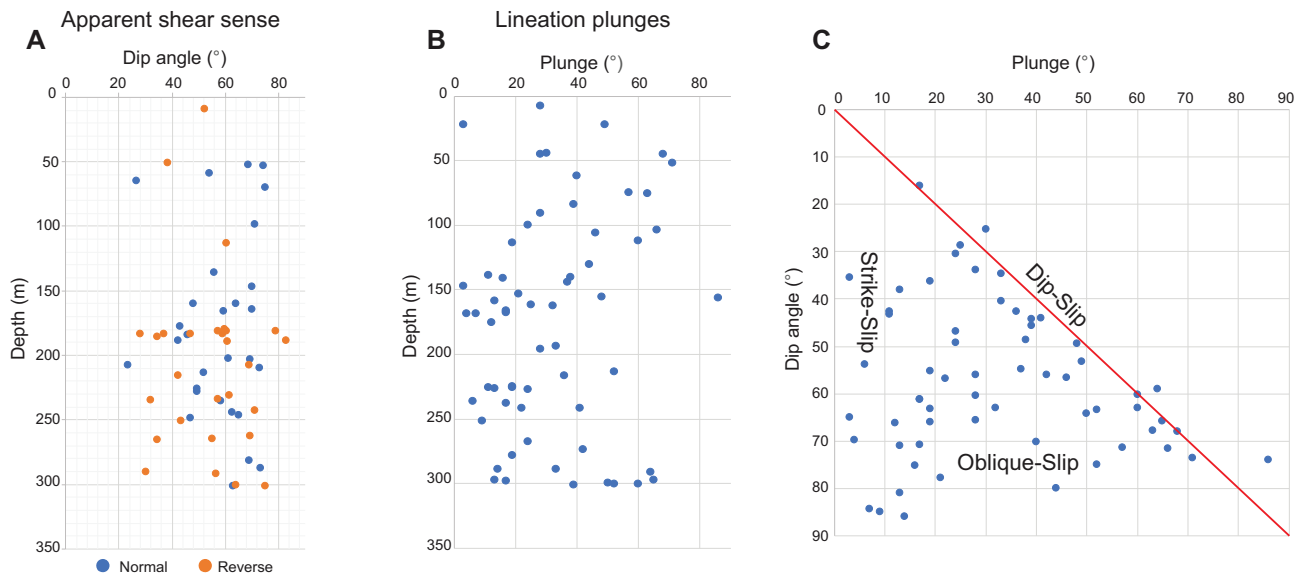 Apparent shear sense
A
Dip angle (°)
0 20 40 60 80
0
50
100
150
200
250
300
350
Depth (m)
Normal Reverse
Lineation plunges
B
Plunge (°)
0 20 40 60 80
0
50
100
150
200
250
300
350
Depth (m)
C
Plunge (°)
0 10 20 30 40 50 60 70 80 90
0
10
20
30
40
50
60
70
80
90
Dip angle (°)
Strike-Slip
Dip-Slip
Oblique-Slip